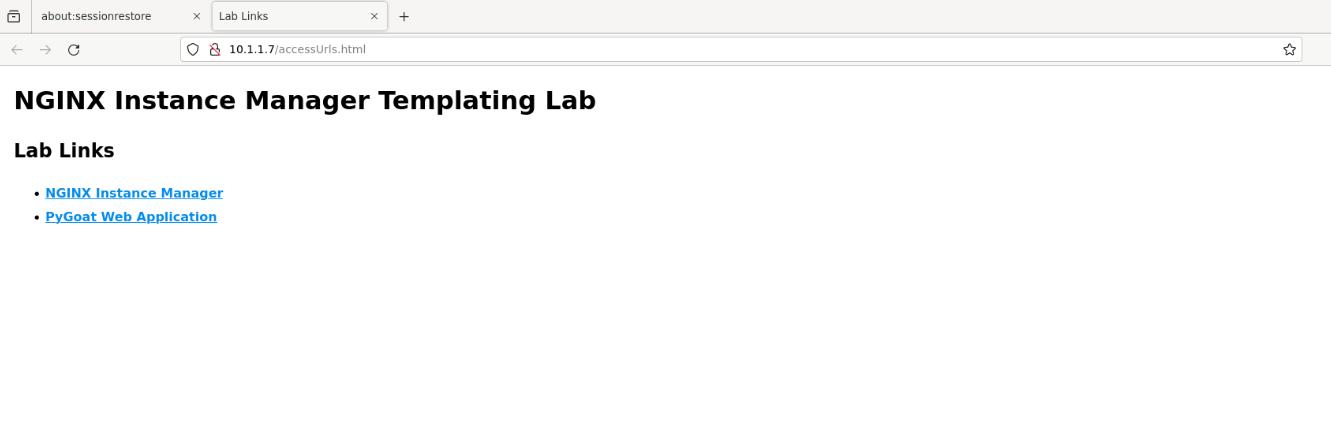 about:sessionrestore
Lab Links
10.1.1.7/accessUrls.html
NGINX Instance Manager Templating Lab
Lab Links
NGINX Instance Manager
PyGoat Web Application